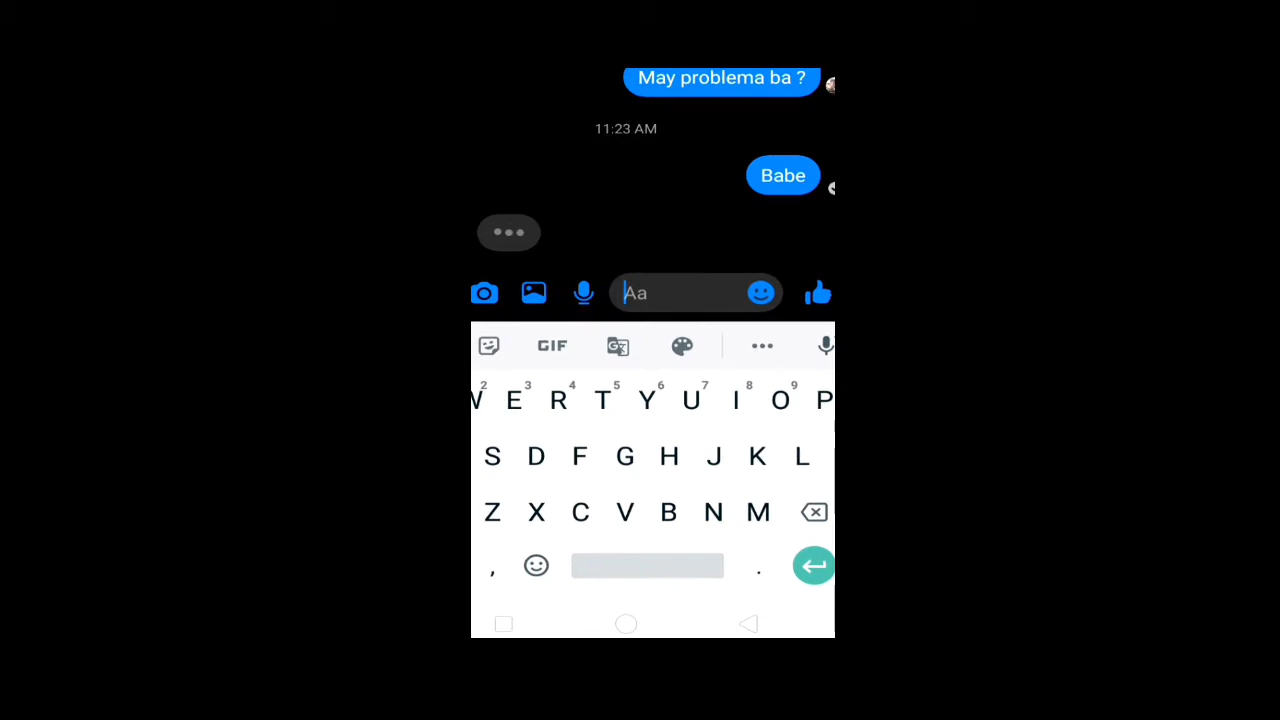 May problema ba ?
11:23 AM
Babe
Aa
GIF
2 3 4 5 6 7 8 9
W E R T Y U I O P
S D F G H J K L
Z X C V B N M
, .